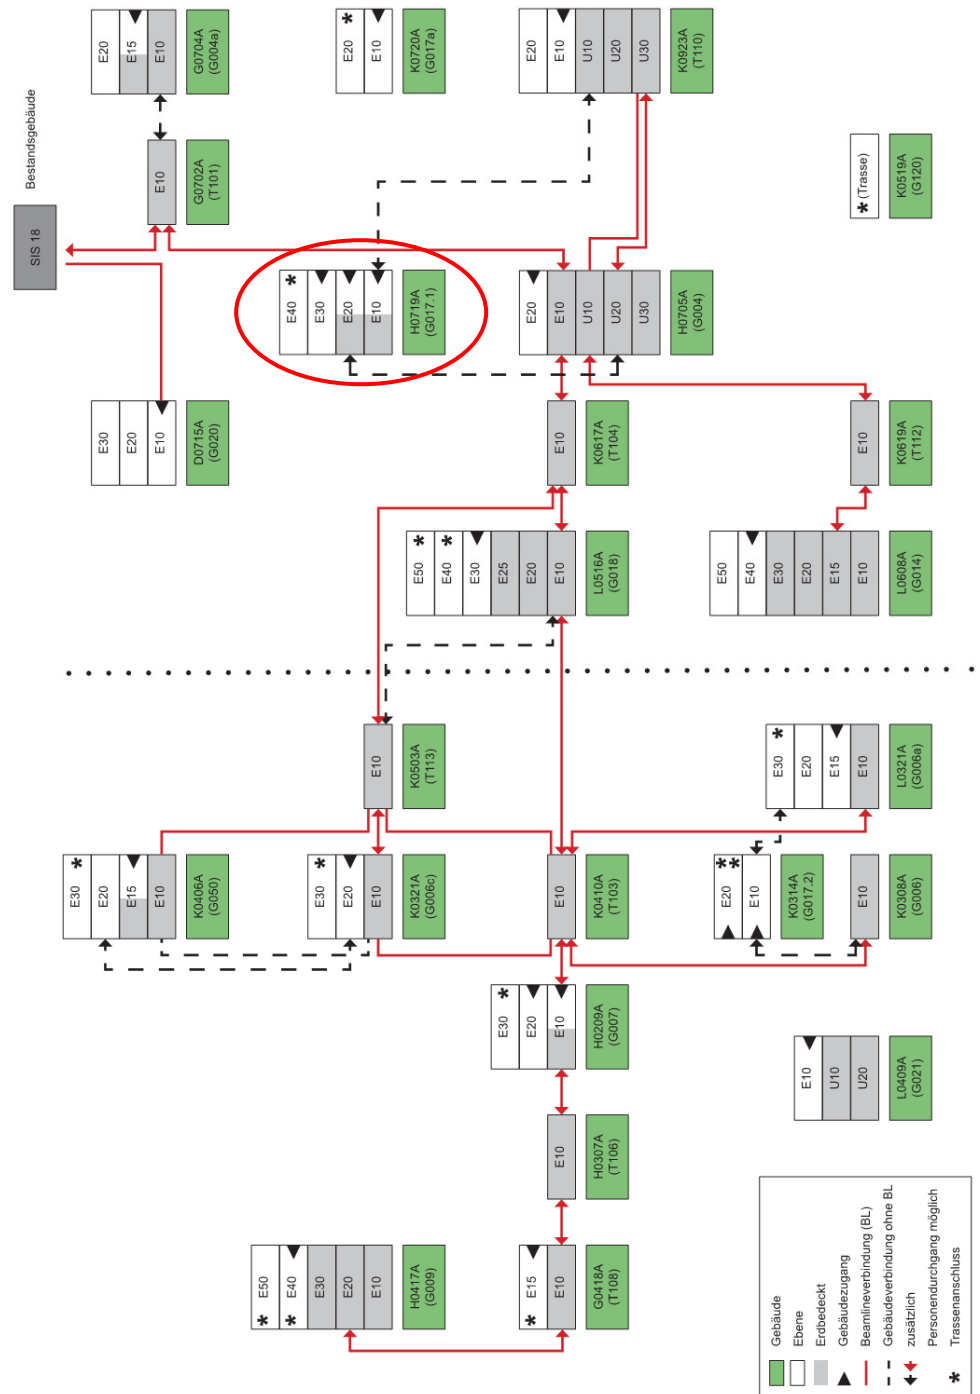 Bestandsgebäude
SIS 18
E20
E15
E10
G0704A
(G004a)
E10
G0702A
(T101)
E30
E20
E10
D0715A
(G020)
* E20
E10
K0720A
(G017a)
E40 *
E30
E20
E10
H0719A
(G017.1)
E20
E10
U10
U20
U30
K0923A
(T110)
E20
E10
U10
U20
U30
H0705A
(G004)
* (Trasse)
K0519A
(G120)
E10
K0617A
(T104)
E10
K0619A
(T112)
E50 *
E40 *
E30
E25
E20
E10
L0516A
(G018)
E50
E40
E30
E20
E15
E10
L0608A
(G014)
E10
K0503A
(T113)
E30 *
E20
E15
E10
L0321A
(G006a)
E30 *
E20
E15
E10
K0406A
(G050)
E30 *
E20
E10
K0321A
(G006c)
E10
K0410A
(T103)
E20 **
E10
K0314A
(G017.2)
E10
K0308A
(G006)
E30 *
E20
E10
H0209A
(G007)
E10
U10
U20
L0409A
(G021)
E10
H0307A
(T106)
* E50
* E40
E30
E20
E10
H0417A
(G009)
* E15
E10
G0418A
(T108)
Gebäude
Ebene
Erdbedeckt
Gebäudezugang
Beamlineverbindung (BL)
Gebäudeverbindung ohne BL
zusätzlich
Personendurchgang möglich
* Trassenanschluss